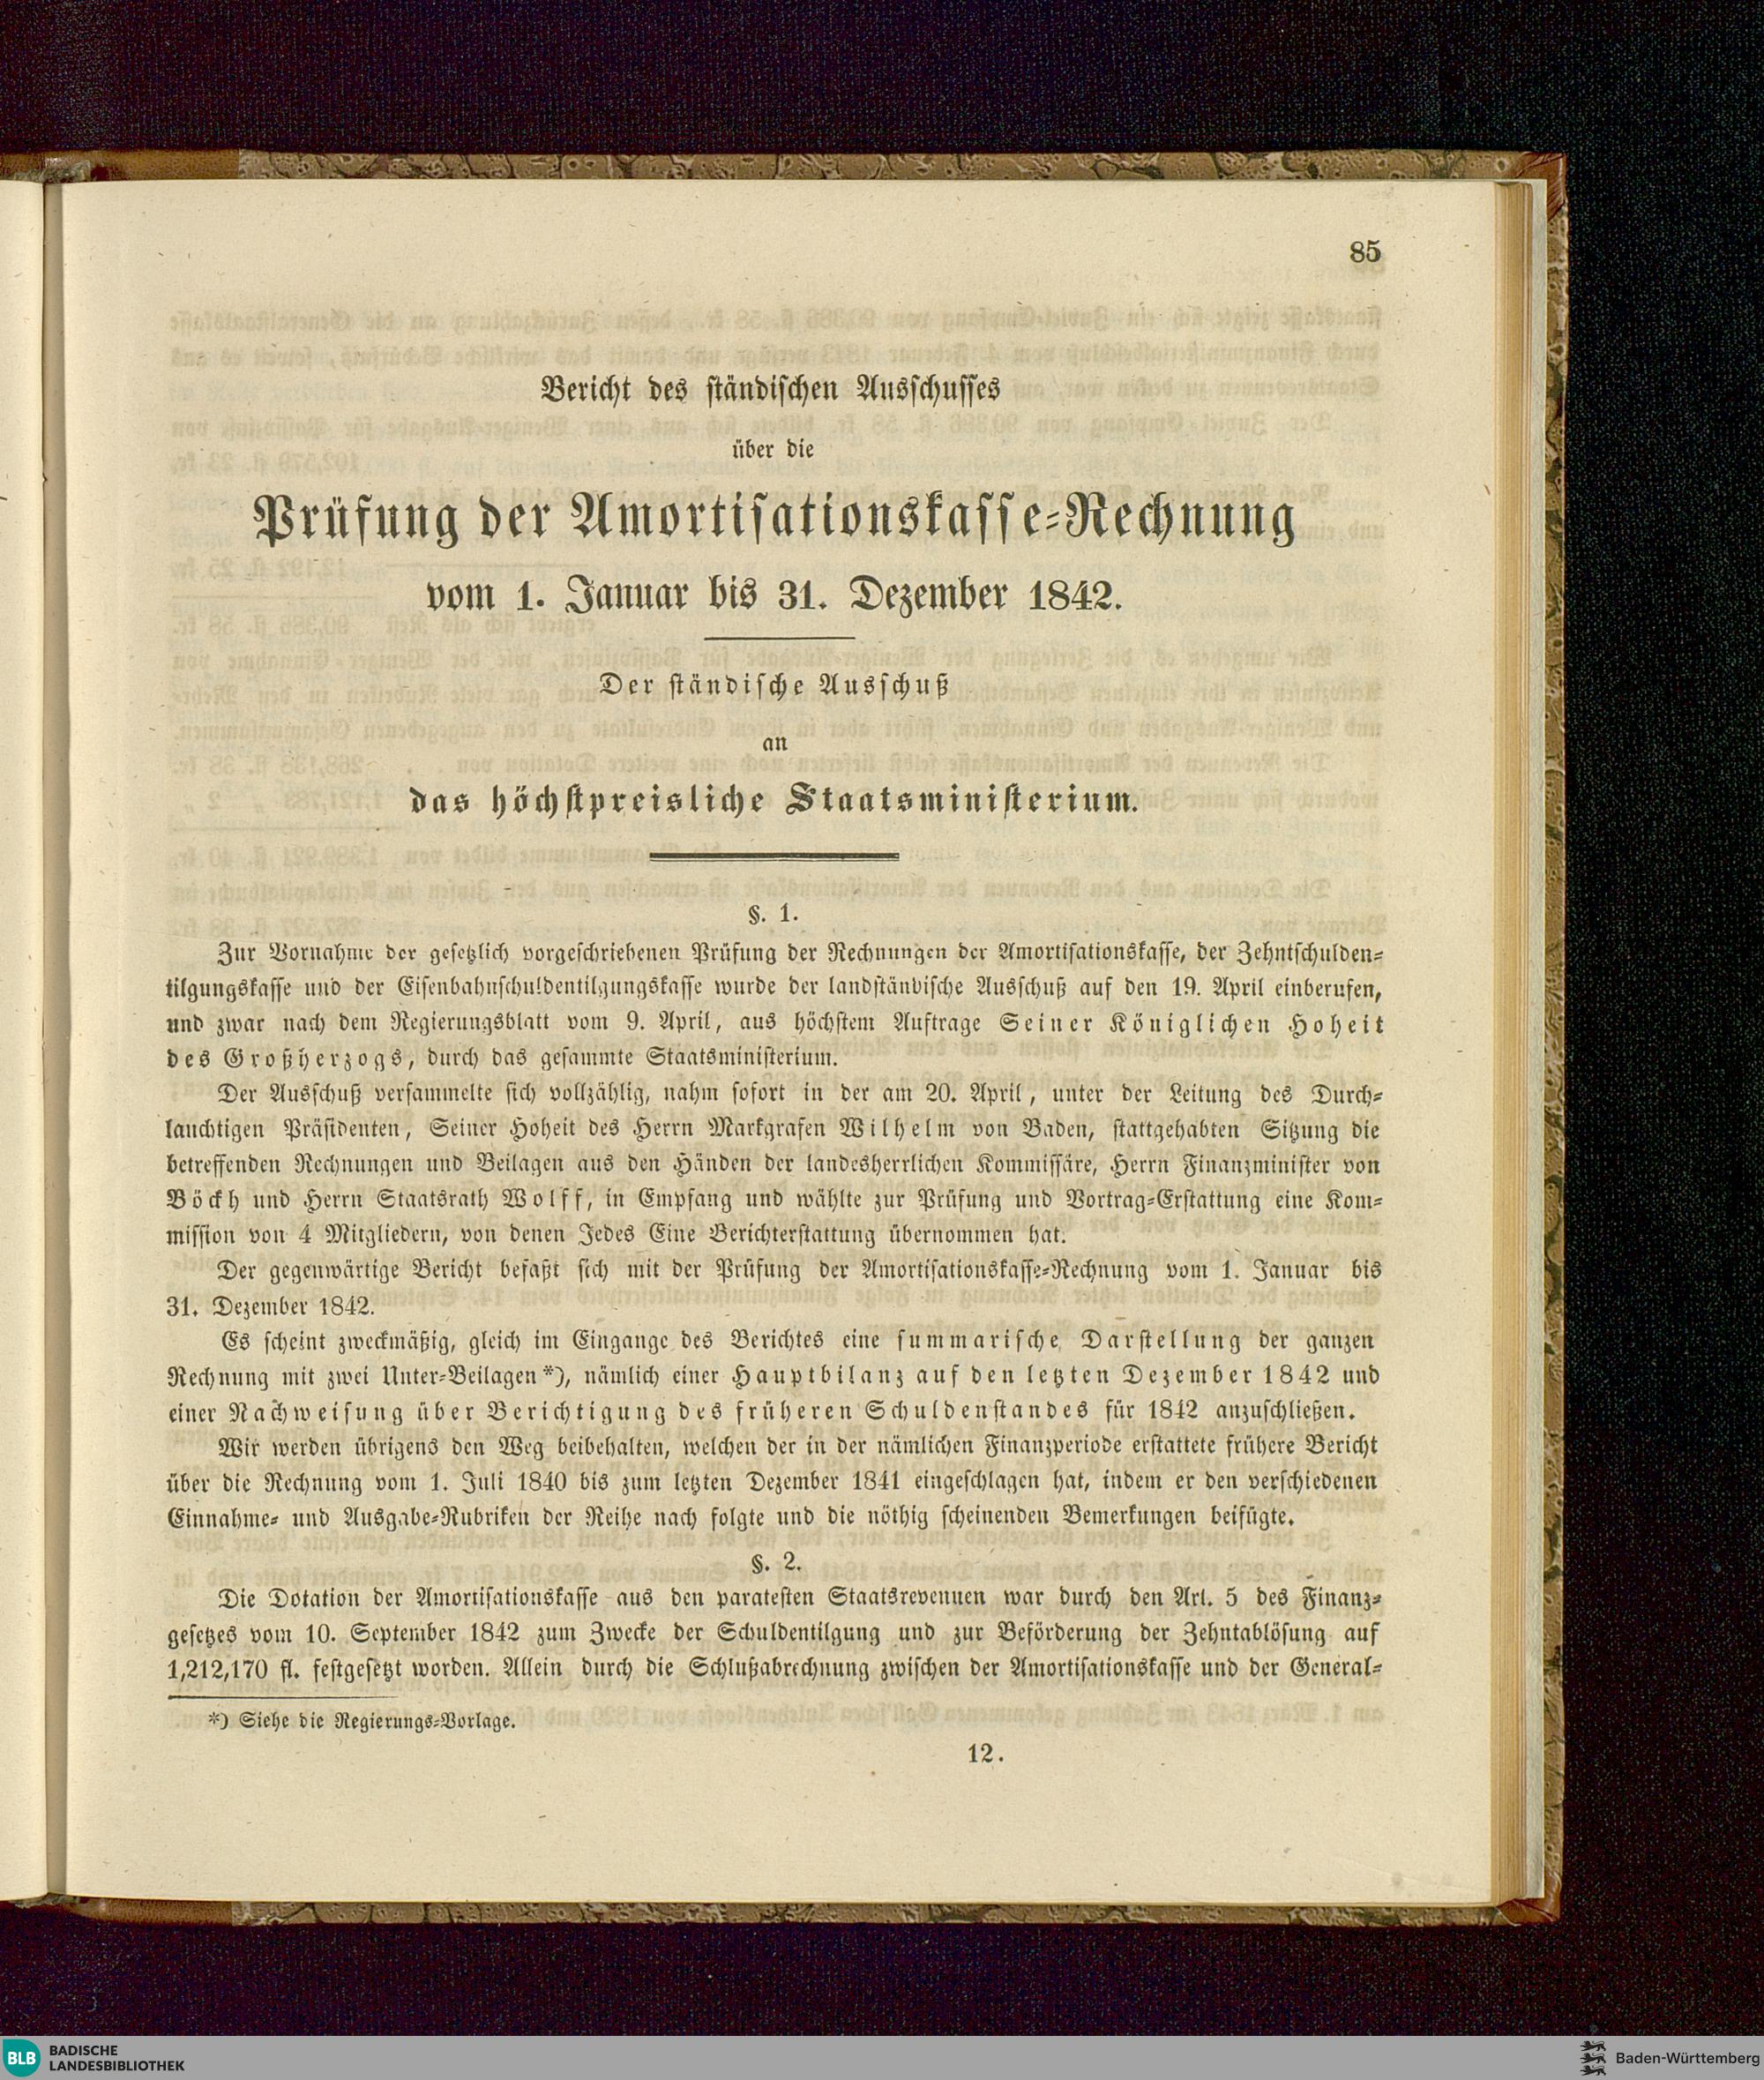 85
Bericht des ständischen Ausschusses
über die
Prüfung der Amortisationskasse-Rechnung
vom 1. Januar bis 31. Dezember 1842.
Der ständische Ausschuß
an
das höchstpreisliche Staatsministerium.
§. 1.
Zur Vornahme der gesetzlich vorgeschriebenen Prüfung der Rechnungen der Amortisationskasse, der Zehntschulden-
tilgungskasse und der Eisenbahnschuldentilgungskasse wurde der landständische Ausschuß auf den 19. April einberufen,
und zwar nach dem Regierungsblatt vom 9. April, aus höchstem Auftrage Seiner Königlichen Hoheit
des Großherzogs, durch das gesammte Staatsministerium.
Der Ausschuß versammelte sich vollzählig, nahm sofort in der am 20. April, unter der Leitung des Durch-
lauchtigen Präsidenten, Seiner Hoheit des Herrn Markgrafen Wilhelm von Baden, stattgehabten Sitzung die
betreffenden Rechnungen und Beilagen aus den Händen der landesherrlichen Kommissäre, Herrn Finanzminister von
Böckh und Herrn Staatsrath Wolff, in Empfang und wählte zur Prüfung und Vortrag-Erstattung eine Kom-
mission von 4 Mitgliedern, von denen Jedes Eine Berichterstattung übernommen hat.
Der gegenwärtige Bericht befaßt sich mit der Prüfung der Amortisationskasse-Rechnung vom 1. Januar bis
31. Dezember 1842.
Es scheint zweckmäßig, gleich im Eingange des Berichtes eine summarische Darstellung der ganzen
Rechnung mit zwei Unter-Beilagen*), nämlich einer Hauptbilanz auf den letzten Dezember 1842 und
einer Nachweisung über Berichtigung des früheren Schuldenstandes für 1842 anzuschließen.
Wir werden übrigens den Weg beibehalten, welchen der in der nämlichen Finanzperiode erstattete frühere Bericht
über die Rechnung vom 1. Juli 1840 bis zum letzten Dezember 1841 eingeschlagen hat, indem er den verschiedenen
Einnahme- und Ausgabe-Rubriken der Reihe nach folgte und die nöthig scheinenden Bemerkungen beifügte.
§. 2.
Die Dotation der Amortisationskasse aus den paratesten Staatsrevenuen war durch den Art. 5 des Finanz-
gesetzes vom 10. September 1842 zum Zwecke der Schuldentilgung und zur Beförderung der Zehntablösung auf
1,212,170 fl. festgesetzt worden. Allein durch die Schlußabrechnung zwischen der Amortisationskasse und der General-
*) Siehe die Regierungs-Vorlage.
12.
BLB BADISCHE
LANDESBIBLIOTHEK
Baden-Württemberg